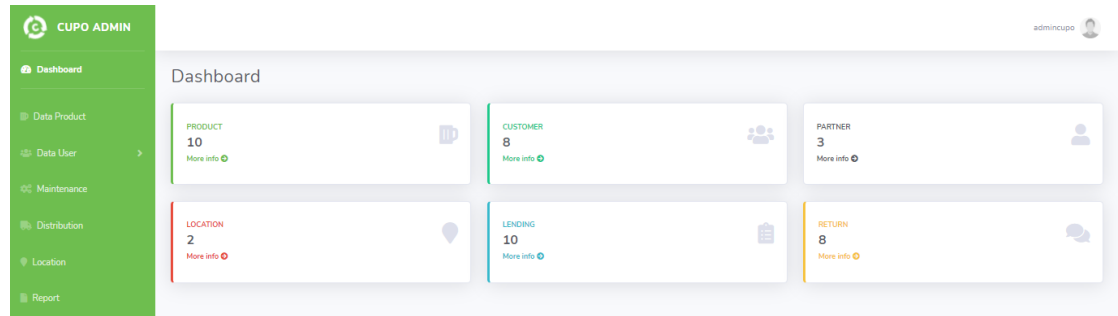 CUPO ADMIN
admincupo
Dashboard
Data Product
Data User
Maintenance
Distribution
Location
Report
Dashboard
PRODUCT
10
More info
CUSTOMER
8
More info
PARTNER
3
More info
LOCATION
2
More info
LENDING
10
More info
RETURN
8
More info